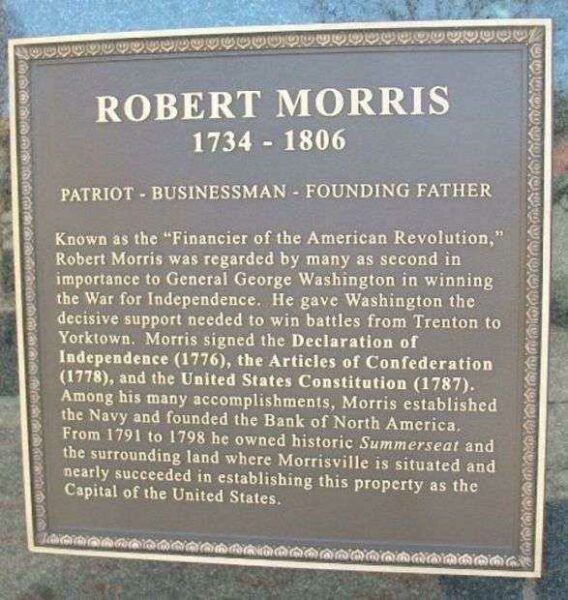 ROBERT MORRIS
1734 - 1806
PATRIOT - BUSINESSMAN - FOUNDING FATHER
Known as the “Financier of the American Revolution,”
Robert Morris was regarded by many as second in
importance to General George Washington in winning
the War for Independence. He gave Washington the
decisive support needed to win battles from Trenton to
Yorktown. Morris signed the Declaration of
Independence (1776), the Articles of Confederation
(1778), and the United States Constitution (1787).
Among his many accomplishments, Morris established
the Navy and founded the Bank of North America.
From 1791 to 1798 he owned historic Summerseat and
the surrounding land where Morrisville is situated and
nearly succeeded in establishing this property as the
Capital of the United States.